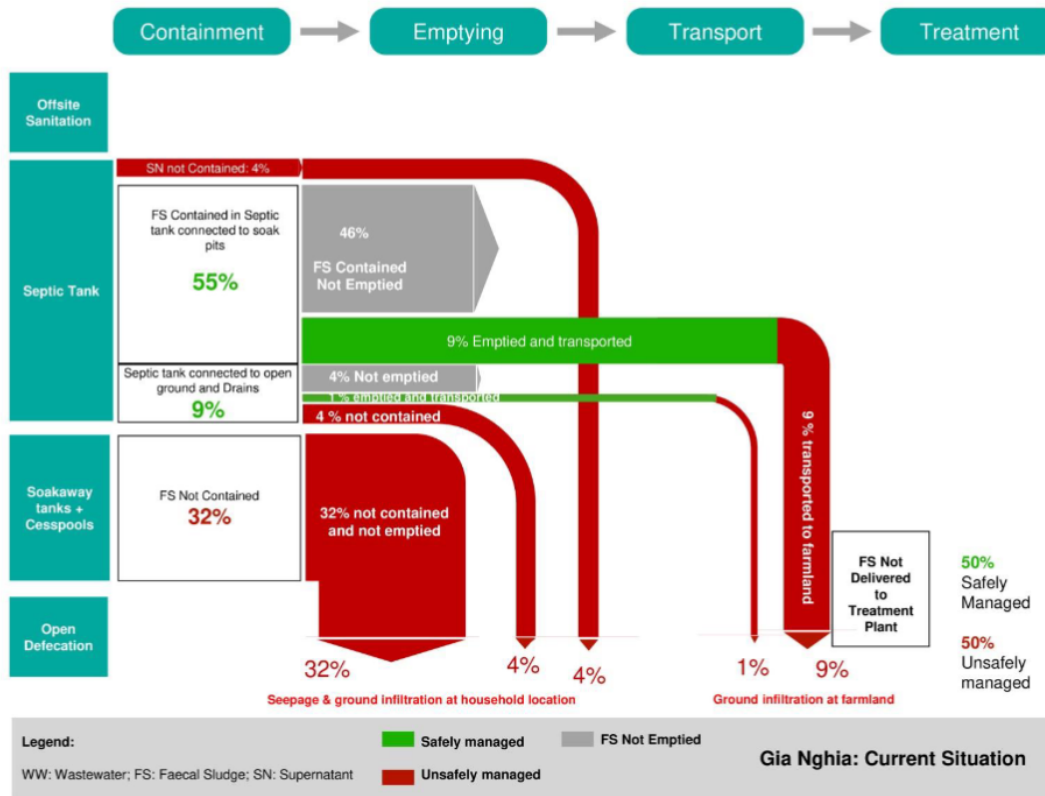 Containment
Emptying
Transport
Treatment
Offsite
Sanitation
SN not Contained: 4%
Septic Tank
FS Contained in Septic
tank connected to soak
pits
55%
46%
FS Contained
Not Emptied
9% Emptied and transported
Septic tank connected to open
ground and Drains
9%
4% Not emptied
1 % emptied and transported
4 % not contained
Soakaway
tanks +
Cesspools
FS Not Contained
32%
32% not contained
and not emptied
9 % transported to farmland
FS Not
Delivered
to
Treatment
Plant
50%
Safely
Managed
50%
Unsafely
managed
Open
Defecation
32%
4%
4%
1%
9%
Seepage & ground infiltration at household location
Ground infiltration at farmland
Legend:
Safely managed
FS Not Emptied
WW: Wastewater; FS: Faecal Sludge; SN: Supernatant
Unsafely managed
Gia Nghia: Current Situation